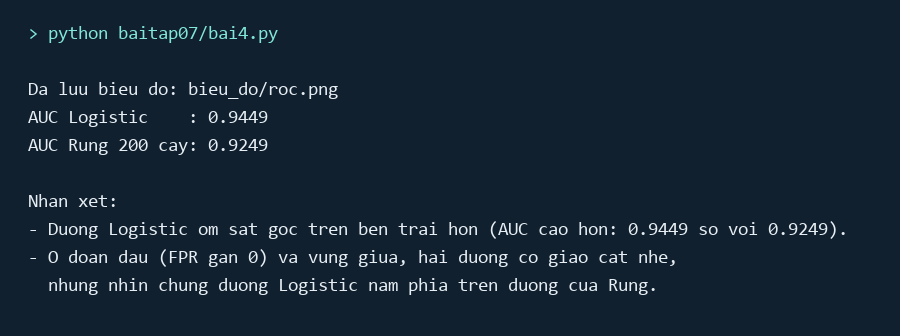 > python baitap07/bai4.py
Da luu bieu do: bieu_do/roc.png
AUC Logistic    : 0.9449
AUC Rung 200 cay: 0.9249
Nhan xet:
- Duong Logistic om sat goc tren ben trai hon (AUC cao hon: 0.9449 so voi 0.9249).
- O doan dau (FPR gan 0) va vung giua, hai duong co giao cat nhe,
  nhung nhin chung duong Logistic nam phia tren duong cua Rung.